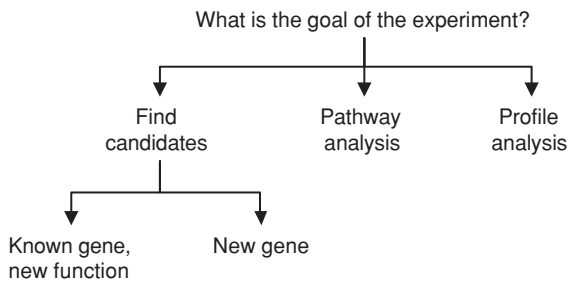 What is the goal of the experiment?
Find
candidates
Pathway
analysis
Profile
analysis
Known gene,
new function
New gene